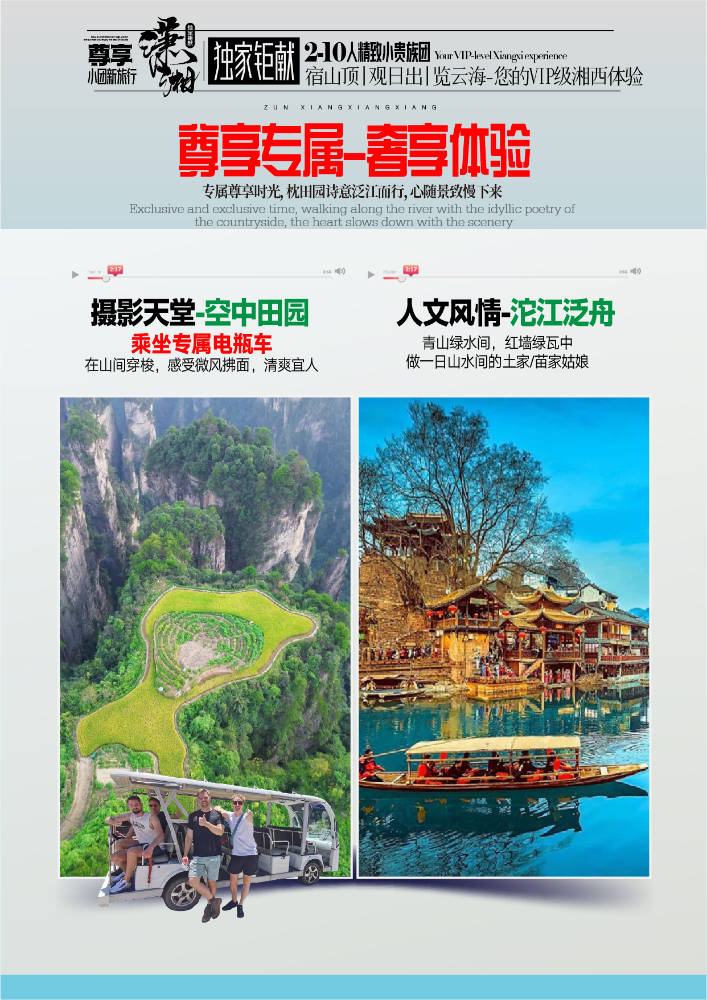 尊享
小团新旅行
潇湘
独家钜献
独家钜献
2-10人精致小贵族团 Your VIP-level Xiangxi experience
宿山顶|观日出|览云海-您的VIP级湘西体验
ZUN XIANGXIANGXIANG
尊享专属-奢享体验
专属尊享时光, 枕田园诗意泛江而行, 心随景致慢下来
Exclusive and exclusive time, walking along the river with the idyllic poetry of
the countryside, the heart slows down with the scenery
Playlist 2:17 3:56
摄影天堂-空中田园
乘坐专属电瓶车
在山间穿梭，感受微风拂面，清爽宜人
Playlist 2:17 3:56
人文风情-沱江泛舟
青山绿水间，红墙绿瓦中
做一日山水间的土家/苗家姑娘